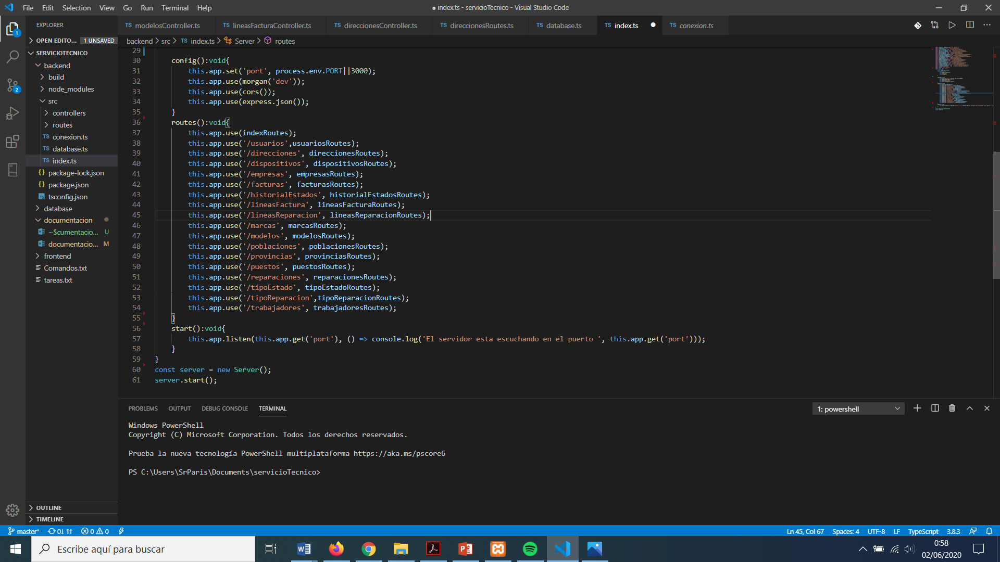 File Edit Selection View Go Run Terminal Help
● index.ts - servicioTecnico - Visual Studio Code
EXPLORER
TS modelosController.ts TS lineasFacturaController.ts TS direccionesController.ts TS direccionesRoutes.ts TS database.ts TS index.ts TS conexion.ts
OPEN EDITO... 1 UNSAVED
backend > src > TS index.ts > Server > routes
SERVICIOTECNICO
backend
build
node_modules
src
controllers
routes
TS conexion.ts
TS database.ts
TS index.ts
{} package-lock.json
{} package.json
TS tsconfig.json
database
documentacion
~$cumentacio... U
documentacio... M
frontend
Comandos.txt
tareas.txt
OUTLINE
TIMELINE
29
30 config():void{
31 this.app.set('port', process.env.PORT||3000);
32 this.app.use(morgan('dev'));
33 this.app.use(cors());
34 this.app.use(express.json());
35 }
36 routes():void{
37 this.app.use(indexRoutes);
38 this.app.use('/usuarios',usuariosRoutes);
39 this.app.use('/direcciones', direccionesRoutes);
40 this.app.use('/dispositivos', dispositivosRoutes);
41 this.app.use('/empresas', empresasRoutes);
42 this.app.use('/facturas', facturasRoutes);
43 this.app.use('/historialEstados', historialEstadosRoutes);
44 this.app.use('/lineasFactura', lineasFacturaRoutes);
45 this.app.use('/lineasReparacion', lineasReparacionRoutes);
46 this.app.use('/marcas', marcasRoutes);
47 this.app.use('/modelos', modelosRoutes);
48 this.app.use('/poblaciones', poblacionesRoutes);
49 this.app.use('/provincias', provinciasRoutes);
50 this.app.use('/puestos', puestosRoutes);
51 this.app.use('/reparaciones', reparacionesRoutes);
52 this.app.use('/tipoEstado', tipoEstadoRoutes);
53 this.app.use('/tipoReparacion',tipoReparacionRoutes);
54 this.app.use('/trabajadores', trabajadoresRoutes);
55 }
56 start():void{
57 this.app.listen(this.app.get('port'), () => console.log('El servidor esta escuchando en el puerto ', this.app.get('port')));
58 }
59 }
60 const server = new Server();
61 server.start();
PROBLEMS OUTPUT DEBUG CONSOLE TERMINAL
1: powershell
Windows PowerShell
Copyright (C) Microsoft Corporation. Todos los derechos reservados.
Prueba la nueva tecnología PowerShell multiplataforma https://aka.ms/pscore6
PS C:\Users\SrParis\Documents\servicioTecnico>
1
2
master* 0↓ 1↑ 0 0
Ln 45, Col 67 Spaces: 4 UTF-8 LF TypeScript 3.8.3
Escribe aquí para buscar
0:58
02/06/2020